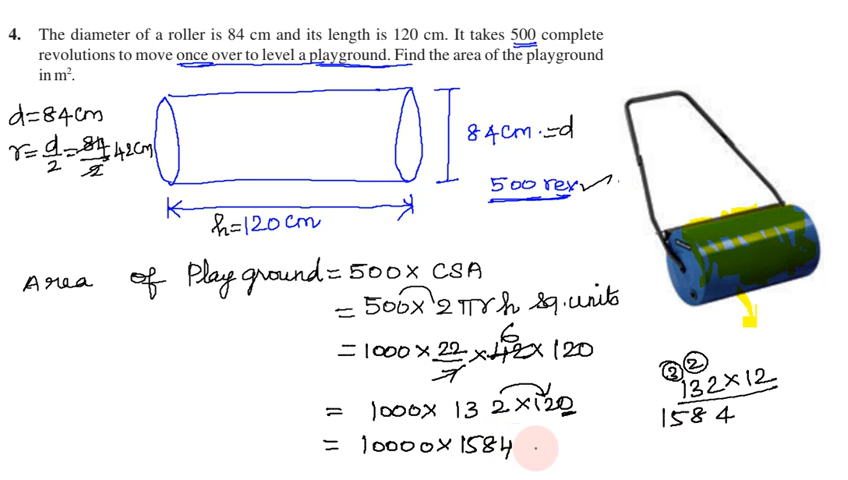 4. The diameter of a roller is 84 cm and its length is 120 cm. It takes 500 complete
revolutions to move once over to level a playground. Find the area of the playground
in m².
d=84cm
r=d/2=84/2=42cm
84cm.=d
500 rev
h=120cm
Area of Playground=500×CSA
=500×2πrh sq.units
=1000×22/7×42×120
6
=1000×132×120
=10000×1584
3 2
132×12
1584